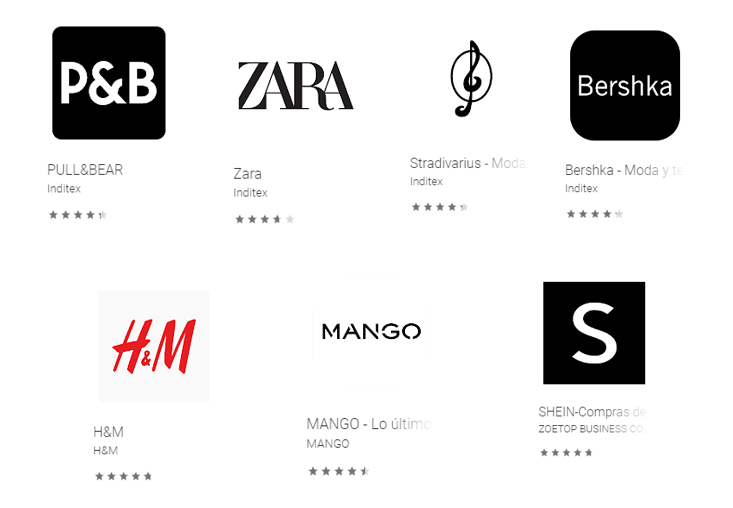 P&B
ZARA
Bershka
PULL&BEAR
Inditex
Zara
Inditex
Stradivarius - Moda
Inditex
Bershka - Moda y te
Inditex
H&M
MANGO
S
H&M
H&M
MANGO - Lo último
MANGO
SHEIN-Compras de
ZOETOP BUSINESS CO.